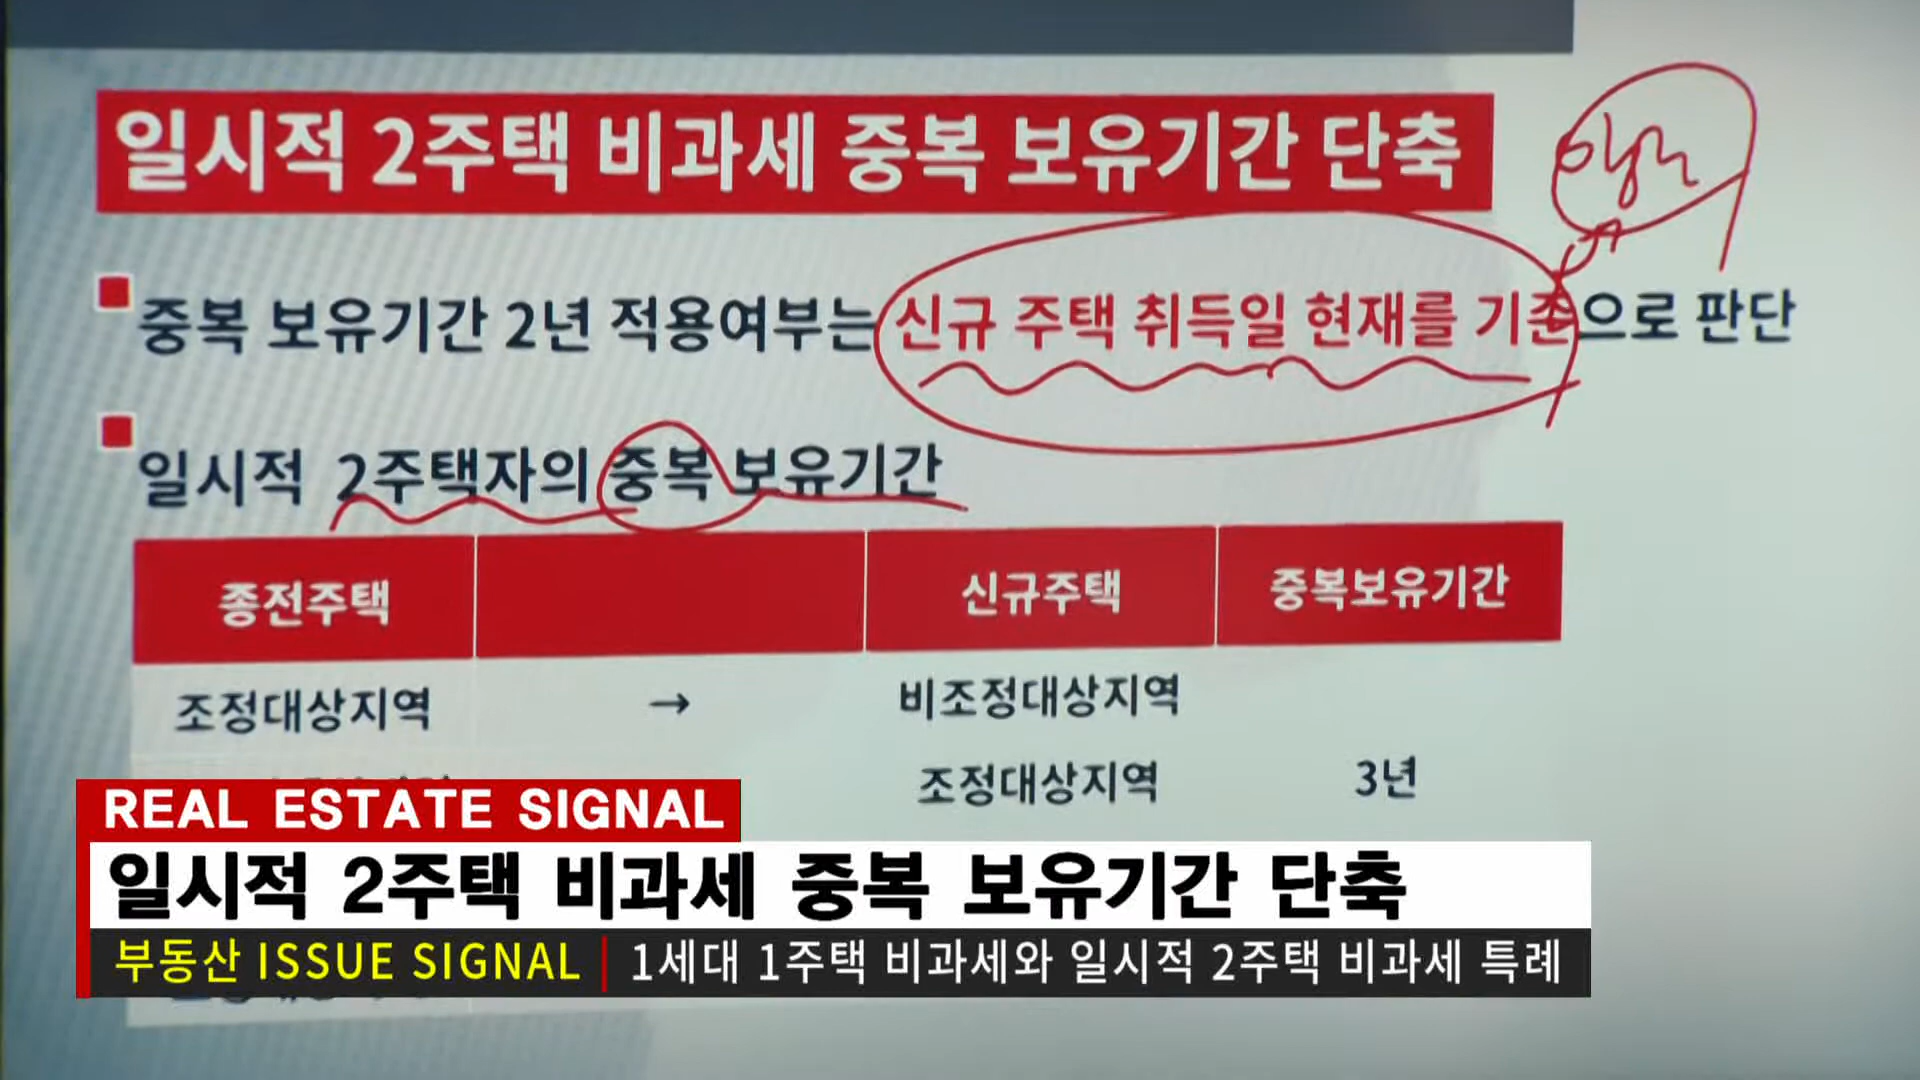 일시적 2주택 비과세 중복 보유기간 단축
중복 보유기간 2년 적용여부는 신규 주택 취득일 현재를 기준으로 판단
일시적 2주택자의 중복 보유기간
종전주택 신규주택 중복보유기간
조정대상지역 → 비조정대상지역
조정대상지역 3년
REAL ESTATE SIGNAL
일시적 2주택 비과세 중복 보유기간 단축
부동산 ISSUE SIGNAL | 1세대 1주택 비과세와 일시적 2주택 비과세 특례